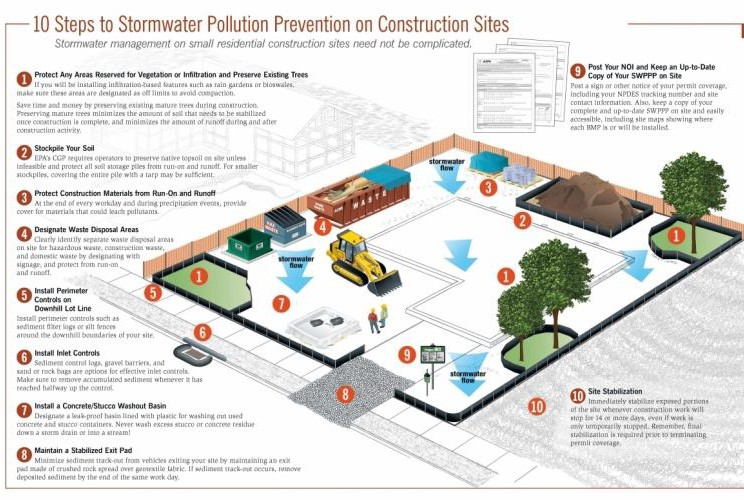 10 Steps to Stormwater Pollution Prevention on Construction Sites
Stormwater management on small residential construction sites need not be complicated.
1 Protect Any Areas Reserved for Vegetation or Infiltration and Preserve Existing Trees
If you will be installing infiltration-based features such as rain gardens or bioswales,
make sure these areas are designated as off limits to avoid compaction.
Save time and money by preserving existing mature trees during construction.
Preserving mature trees minimizes the amount of soil that needs to be stabilized
once construction is complete, and minimizes the amount of runoff during and after
construction activity.
2 Stockpile Your Soil
EPA's CGP requires operators to preserve native topsoil on site unless
infeasible and protect all soil storage piles from run-on and runoff. For smaller
stockpiles, covering the entire pile with a tarp may be sufficient.
3 Protect Construction Materials from Run-On and Runoff
At the end of every workday and during precipitation events, provide
cover for materials that could leach pollutants.
4 Designate Waste Disposal Areas
Clearly identify separate waste disposal areas
on site for hazardous waste, construction waste,
and domestic waste by designating with
signage, and protect from run-on
and runoff.
5 Install Perimeter
Controls on
Downhill Lot Line
Install perimeter controls such as
sediment filter logs or silt fences
around the downhill boundaries of your site.
6 Install Inlet Controls
Sediment control logs, gravel barriers, and
sand or rock bags are options for effective inlet controls.
Make sure to remove accumulated sediment whenever it has
reached halfway up the control.
7 Install a Concrete/Stucco Washout Basin
Designate a leak-proof basin lined with plastic for washing out used
concrete and stucco containers. Never wash excess stucco or concrete residue
down a storm drain or into a stream!
8 Maintain a Stabilized Exit Pad
Minimize sediment track-out from vehicles exiting your site by maintaining an exit
pad made of crushed rock spread over geotextile fabric. If sediment track-out occurs, remove
deposited sediment by the end of the same work day.
9 Post Your NOI and Keep an Up-to-Date
Copy of Your SWPPP on Site
Post a sign or other notice of your permit coverage,
including your NPDES tracking number and site
contact information. Also, keep a copy of your
complete and up-to-date SWPPP on site and easily
accessible, including site maps showing where
each BMP is or will be installed.
10 Site Stabilization
Immediately stabilize exposed portions
of the site whenever construction work will
stop for 14 or more days, even if work is
only temporarily stopped. Remember, final
stabilization is required prior to terminating
permit coverage.
stormwater
flow
3
2
1
WASTE
4
stormwater
flow
1
1
5
7
6
9
stormwater
flow
8
10